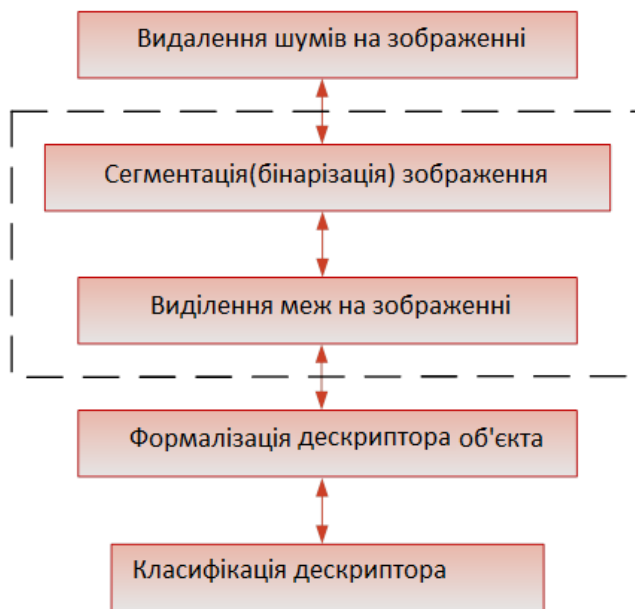 Видалення шумів на зображенні
Сегментація(бінарізація) зображення
Виділення меж на зображенні
Формалізація дескриптора об'єкта
Класифікація дескриптора